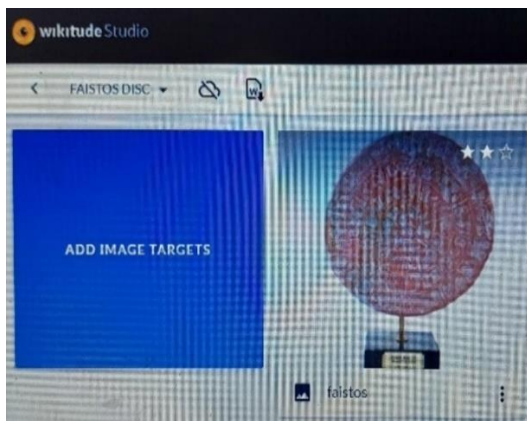 wikitude Studio
FAISTOS DISC
W
ADD IMAGE TARGETS
faistos